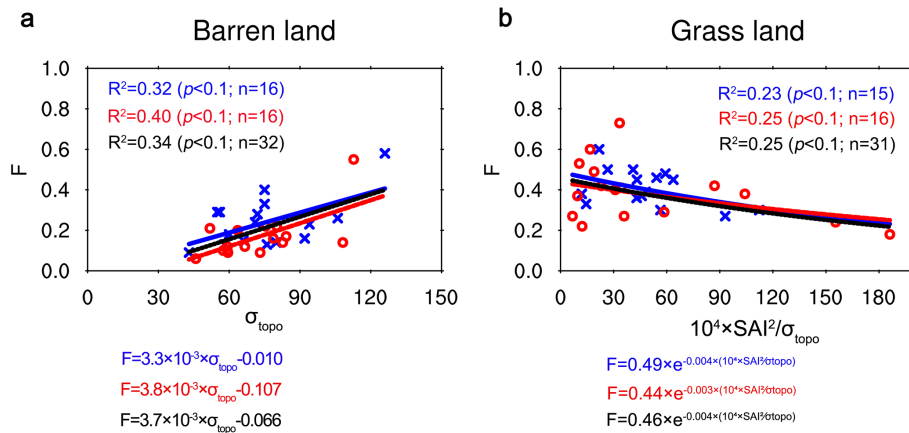 a
Barren land
F
1.0
0.8
0.6
0.4
0.2
0.0
R²=0.32 (p<0.1; n=16)
R²=0.40 (p<0.1; n=16)
R²=0.34 (p<0.1; n=32)
0 30 60 90 120 150
σtopo
F=3.3×10⁻³×σtopo-0.010
F=3.8×10⁻³×σtopo-0.107
F=3.7×10⁻³×σtopo-0.066
b
Grass land
F
1.0
0.8
0.6
0.4
0.2
0.0
R²=0.23 (p<0.1; n=15)
R²=0.25 (p<0.1; n=16)
R²=0.25 (p<0.1; n=31)
0 30 60 90 120 150 180
10⁴×SAI²/σtopo
F=0.49×e-0.004×(10⁴×SAI²/σtopo)
F=0.44×e-0.003×(10⁴×SAI²/σtopo)
F=0.46×e-0.004×(10⁴×SAI²/σtopo)